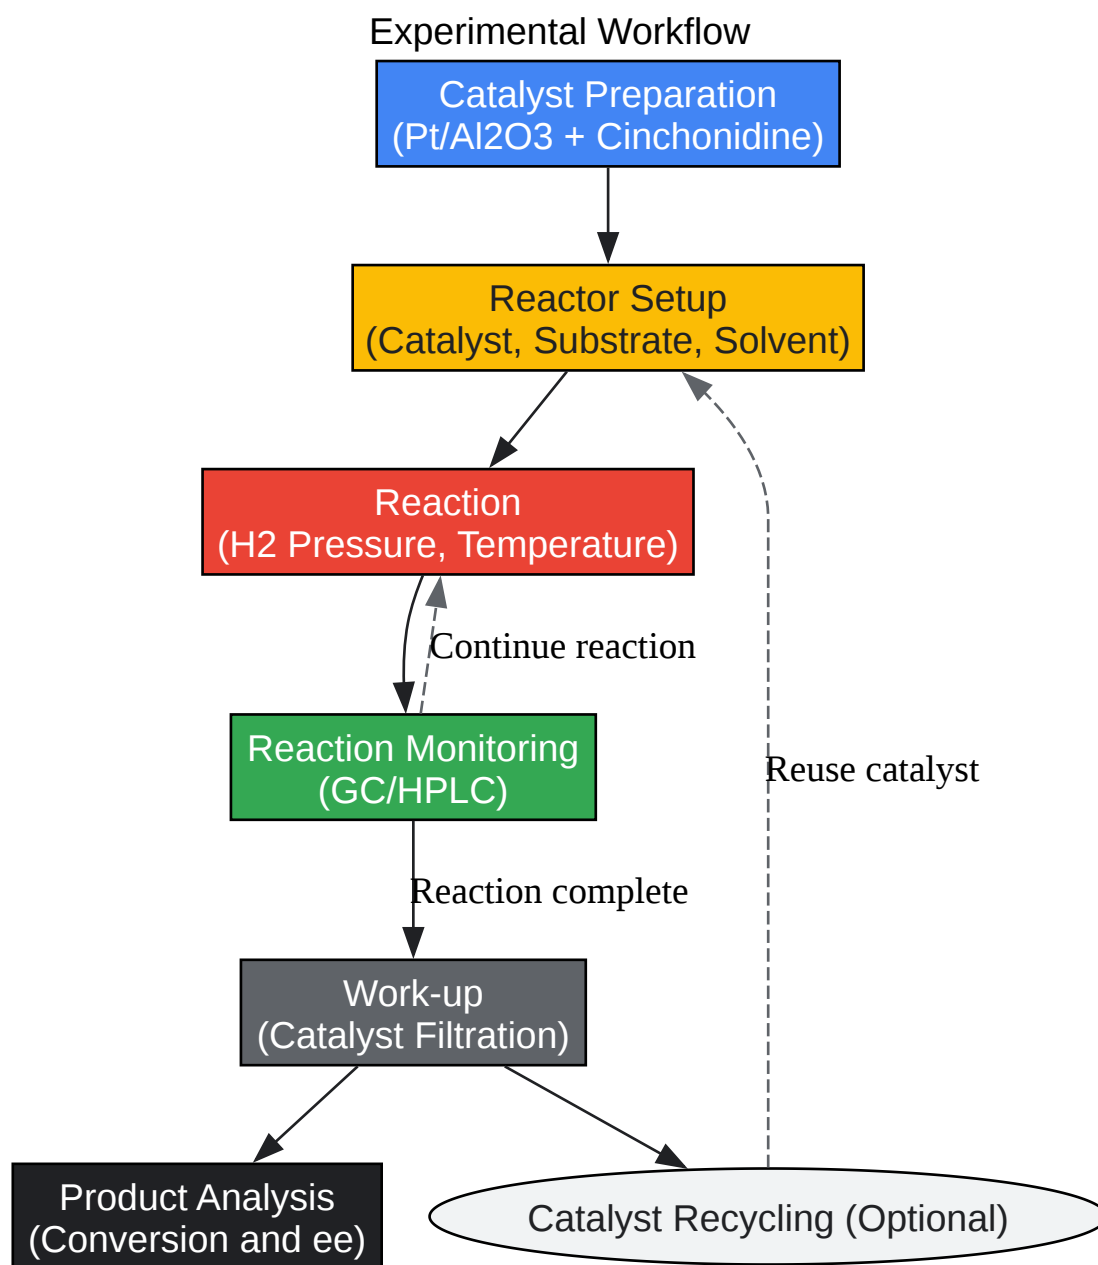 Experimental Workflow
Catalyst Preparation
(Pt/Al2O3 + Cinchonidine)
Reactor Setup
(Catalyst, Substrate, Solvent)
Reaction
(H2 Pressure, Temperature)
Continue reaction
Reaction Monitoring
(GC/HPLC)
Reuse catalyst
Reaction complete
Work-up
(Catalyst Filtration)
Product Analysis
(Conversion and ee)
Catalyst Recycling (Optional)